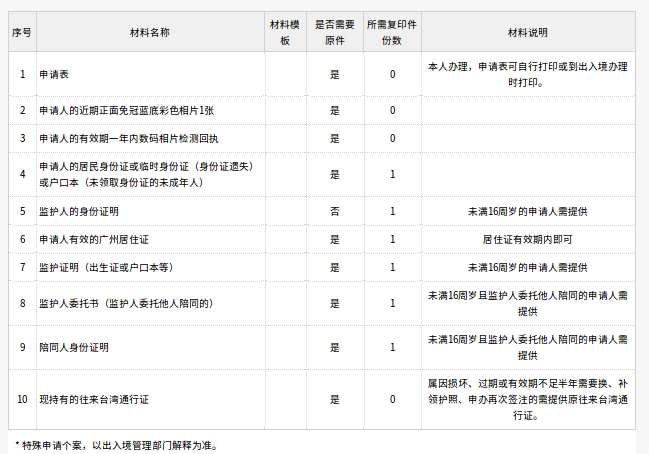 序号 材料名称 材料模板 是否需要原件 所需复印件份数 材料说明
1 申请表 是 0 本人办理，申请表可自行打印或到出入境办理时打印。
2 申请人的近期正面免冠蓝底彩色相片1张 是 0
3 申请人的有效期一年内数码相片检测回执 是 0
4 申请人的居民身份证或临时身份证（身份证遗失）或户口本（未领取身份证的未成年人） 是 1
5 监护人的身份证明 否 1 未满16周岁的申请人需提供
6 申请人有效的广州居住证 是 1 居住证有效期内即可
7 监护证明（出生证或户口本等） 是 1 未满16周岁的申请人需提供
8 监护人委托书（监护人委托他人陪同的） 是 1 未满16周岁且监护人委托他人陪同的申请人需提供
9 陪同人身份证明 是 1 未满16周岁且监护人委托他人陪同的申请人需提供
10 现持有的往来台湾通行证 是 0 属因损坏、过期或有效期不足半年需要换、补领护照、申办再次签注的需提供原往来台湾通行证。
* 特殊申请个案，以出入境管理部门解释为准。